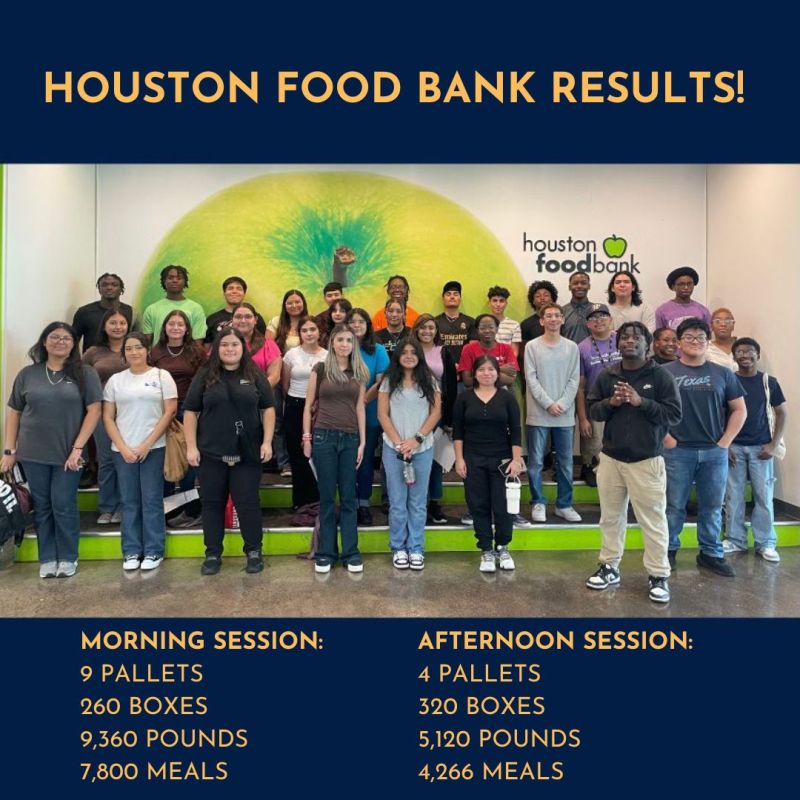 HOUSTON FOOD BANK RESULTS!
houston
foodbank
Texas
MORNING SESSION:
9 PALLETS
260 BOXES
9,360 POUNDS
7,800 MEALS
AFTERNOON SESSION:
4 PALLETS
320 BOXES
5,120 POUNDS
4,266 MEALS